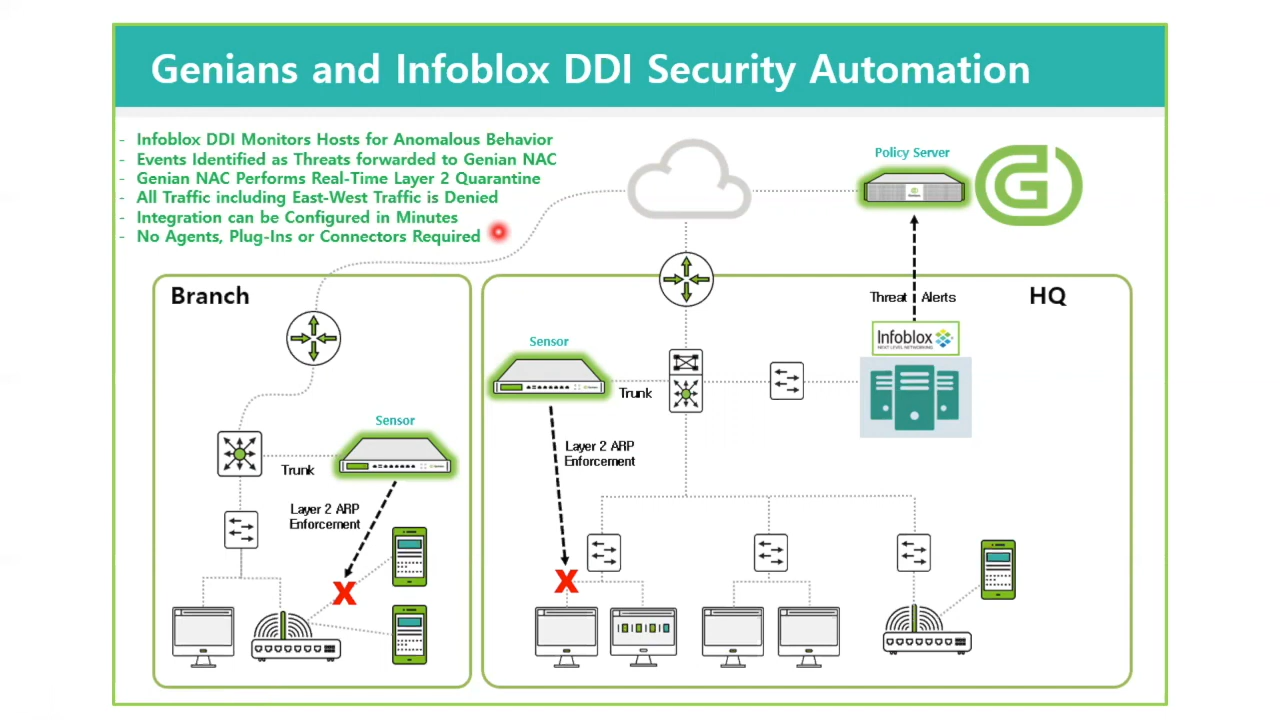 Genians and Infoblox DDI Security Automation
- Infoblox DDI Monitors Hosts for Anomalous Behavior
- Events Identified as Threats forwarded to Genian NAC
- Genian NAC Performs Real-Time Layer 2 Quarantine
- All Traffic including East-West Traffic is Denied
- Integration can be Configured in Minutes
- No Agents, Plug-Ins or Connectors Required
Policy Server
G
Branch
HQ
Threat Alerts
Infoblox
NEXT LEVEL NETWORKING
Sensor
Trunk
Layer 2 ARP
Enforcement
X
Sensor
Trunk
Layer 2 ARP
Enforcement
X